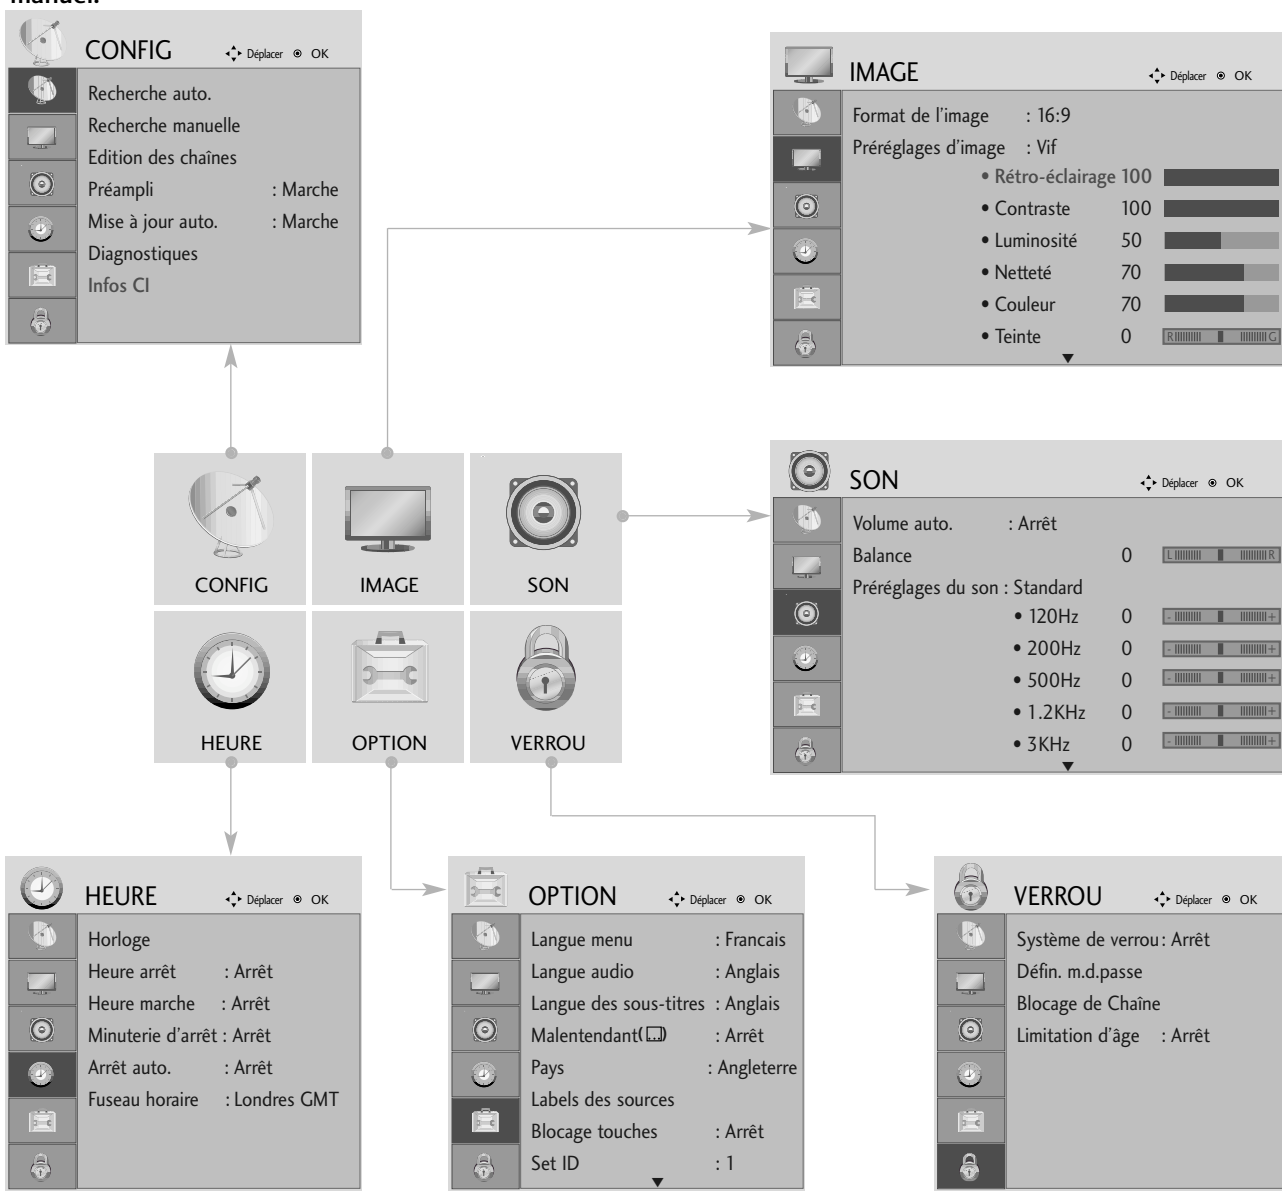 manuel.
CONFIG
Déplacer OK
Recherche auto.
Recherche manuelle
Edition des chaînes
Préampli : Marche
Mise à jour auto. : Marche
Diagnostiques
Infos CI
IMAGE
Déplacer OK
Format de l'image : 16:9
Préréglages d'image : Vif
• Rétro-éclairage 100
• Contraste 100
• Luminosité 50
• Netteté 70
• Couleur 70
• Teinte 0 R G
CONFIG
IMAGE
SON
HEURE
OPTION
VERROU
SON
Déplacer OK
Volume auto. : Arrêt
Balance 0 L R
Préréglages du son : Standard
• 120Hz 0 - +
• 200Hz 0 - +
• 500Hz 0 - +
• 1.2KHz 0 - +
• 3KHz 0 - +
HEURE
Déplacer OK
Horloge
Heure arrêt : Arrêt
Heure marche : Arrêt
Minuterie d'arrêt : Arrêt
Arrêt auto. : Arrêt
Fuseau horaire : Londres GMT
OPTION
Déplacer OK
Langue menu : Francais
Langue audio : Anglais
Langue des sous-titres : Anglais
Malentendant( ) : Arrêt
Pays : Angleterre
Labels des sources
Blocage touches : Arrêt
Set ID : 1
VERROU
Déplacer OK
Système de verrou : Arrêt
Défin. m.d.passe
Blocage de Chaîne
Limitation d'âge : Arrêt